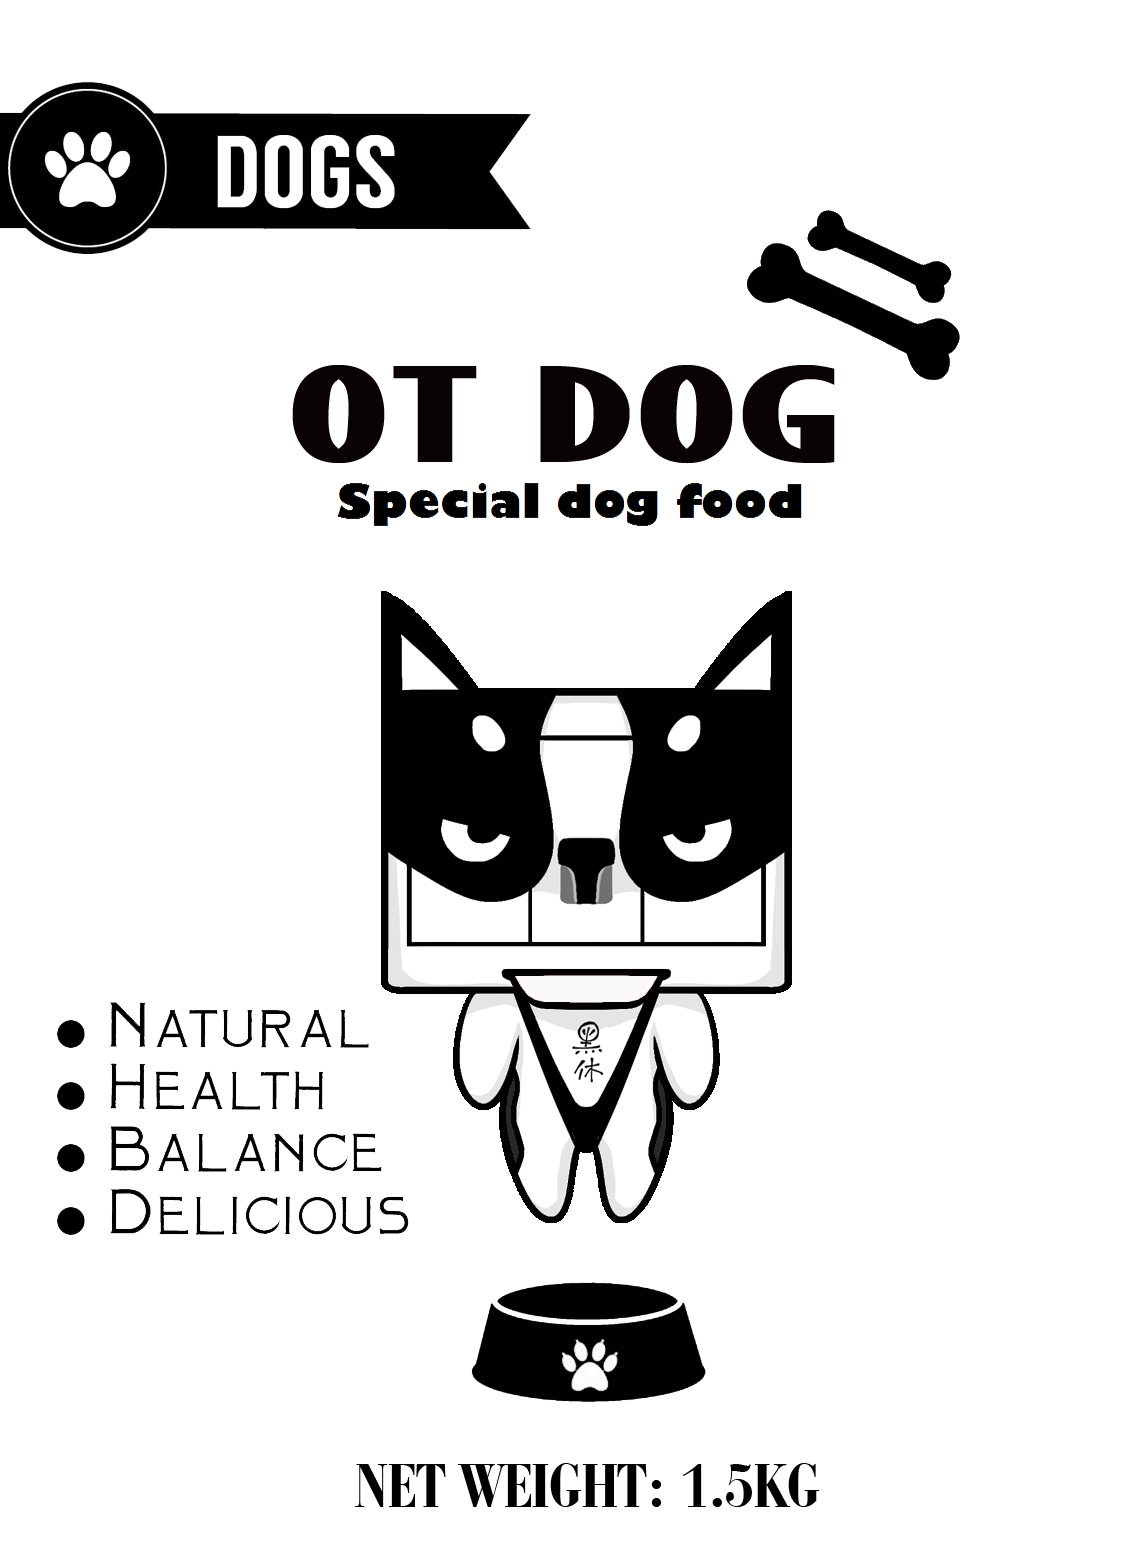 DOGS
OT DOG
Special dog food
NATURAL
HEALTH
BALANCE
DELICIOUS
黑
休
NET WEIGHT: 1.5KG